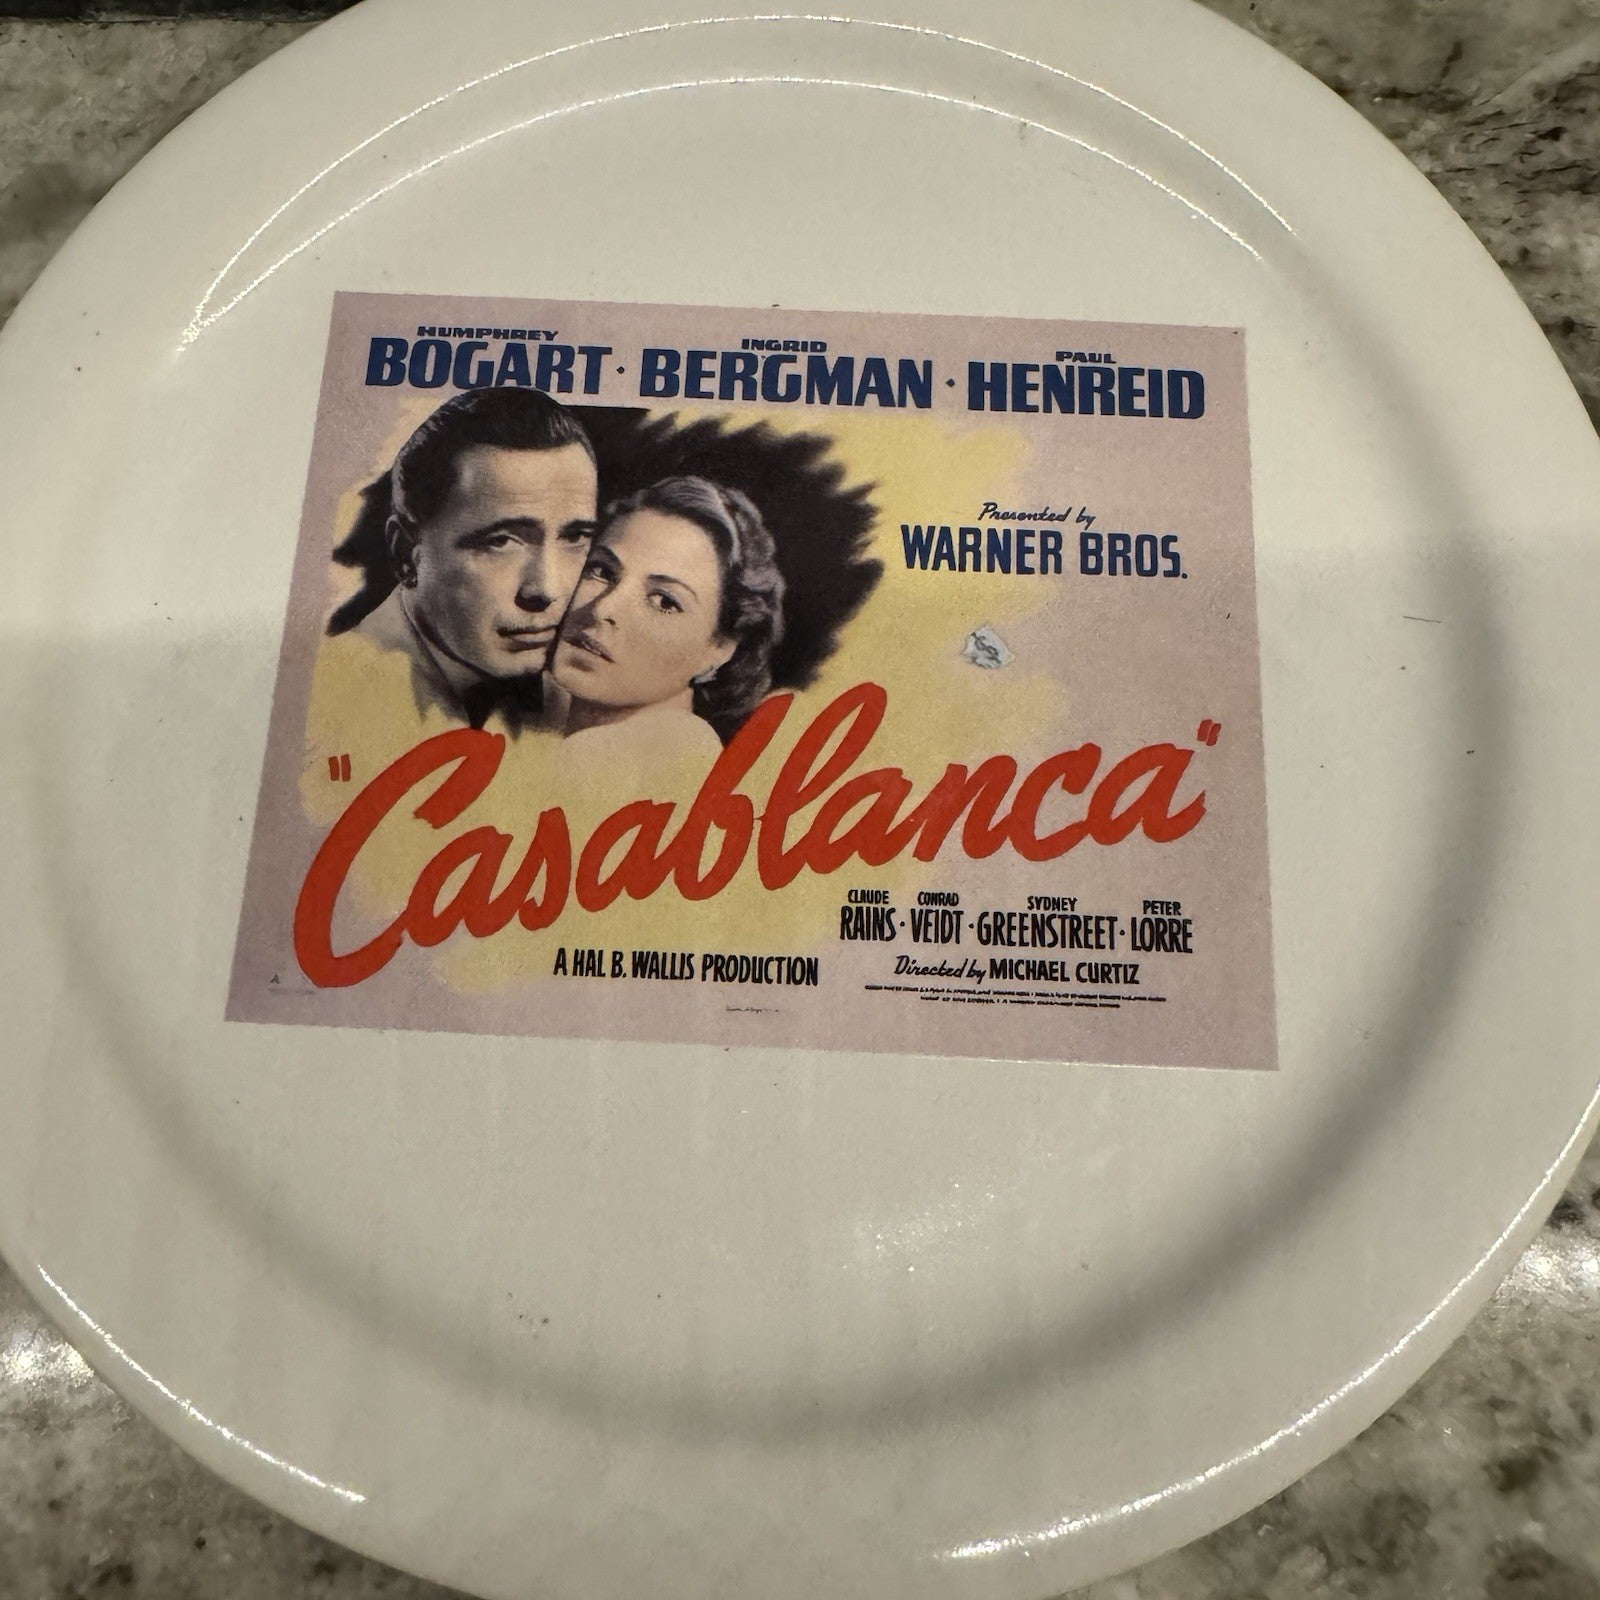 HUMPHREY INGRID PAUL
BOGART · BERGMAN · HENREID
Presented by
WARNER BROS.
"Casablanca"
CLAUDE CONRAD SYDNEY PETER
RAINS · VEIDT · GREENSTREET · LORRE
A HAL B. WALLIS PRODUCTION
Directed by MICHAEL CURTIZ